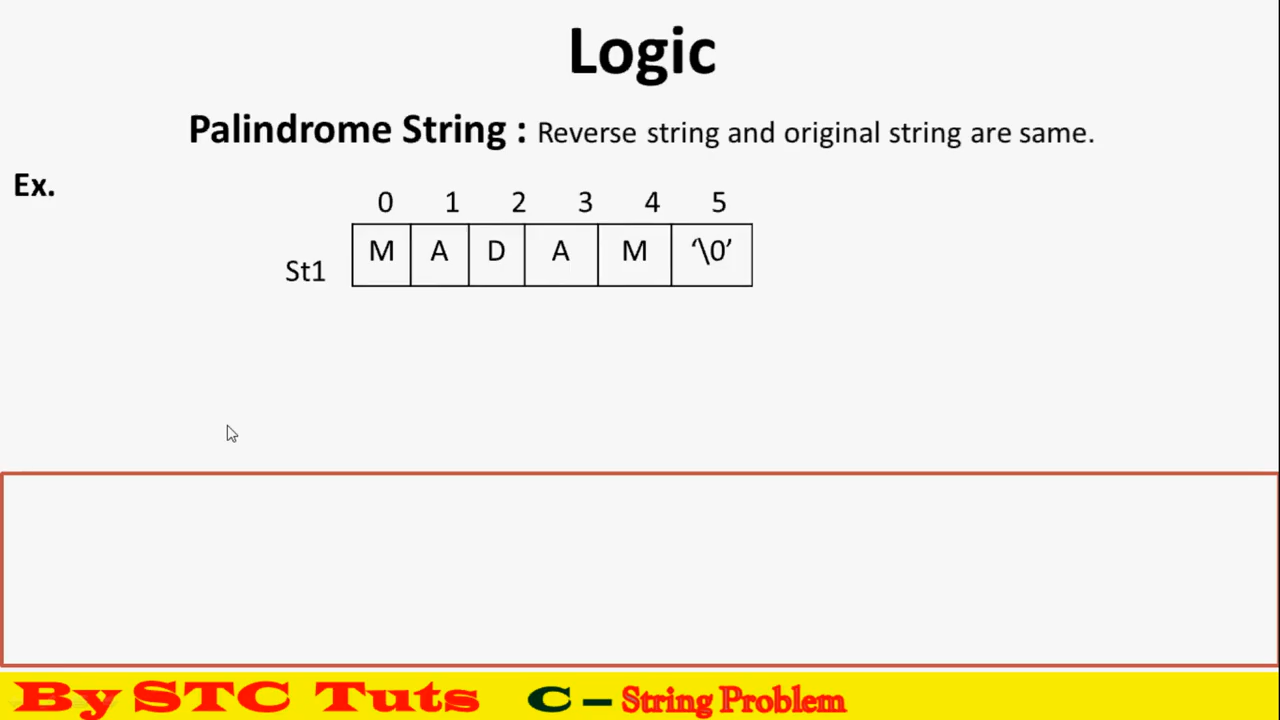 Logic
Palindrome String : Reverse string and original string are same.
Ex.
0 1 2 3 4 5
St1 M A D A M ‘\0’
By STC Tuts C – String Problem